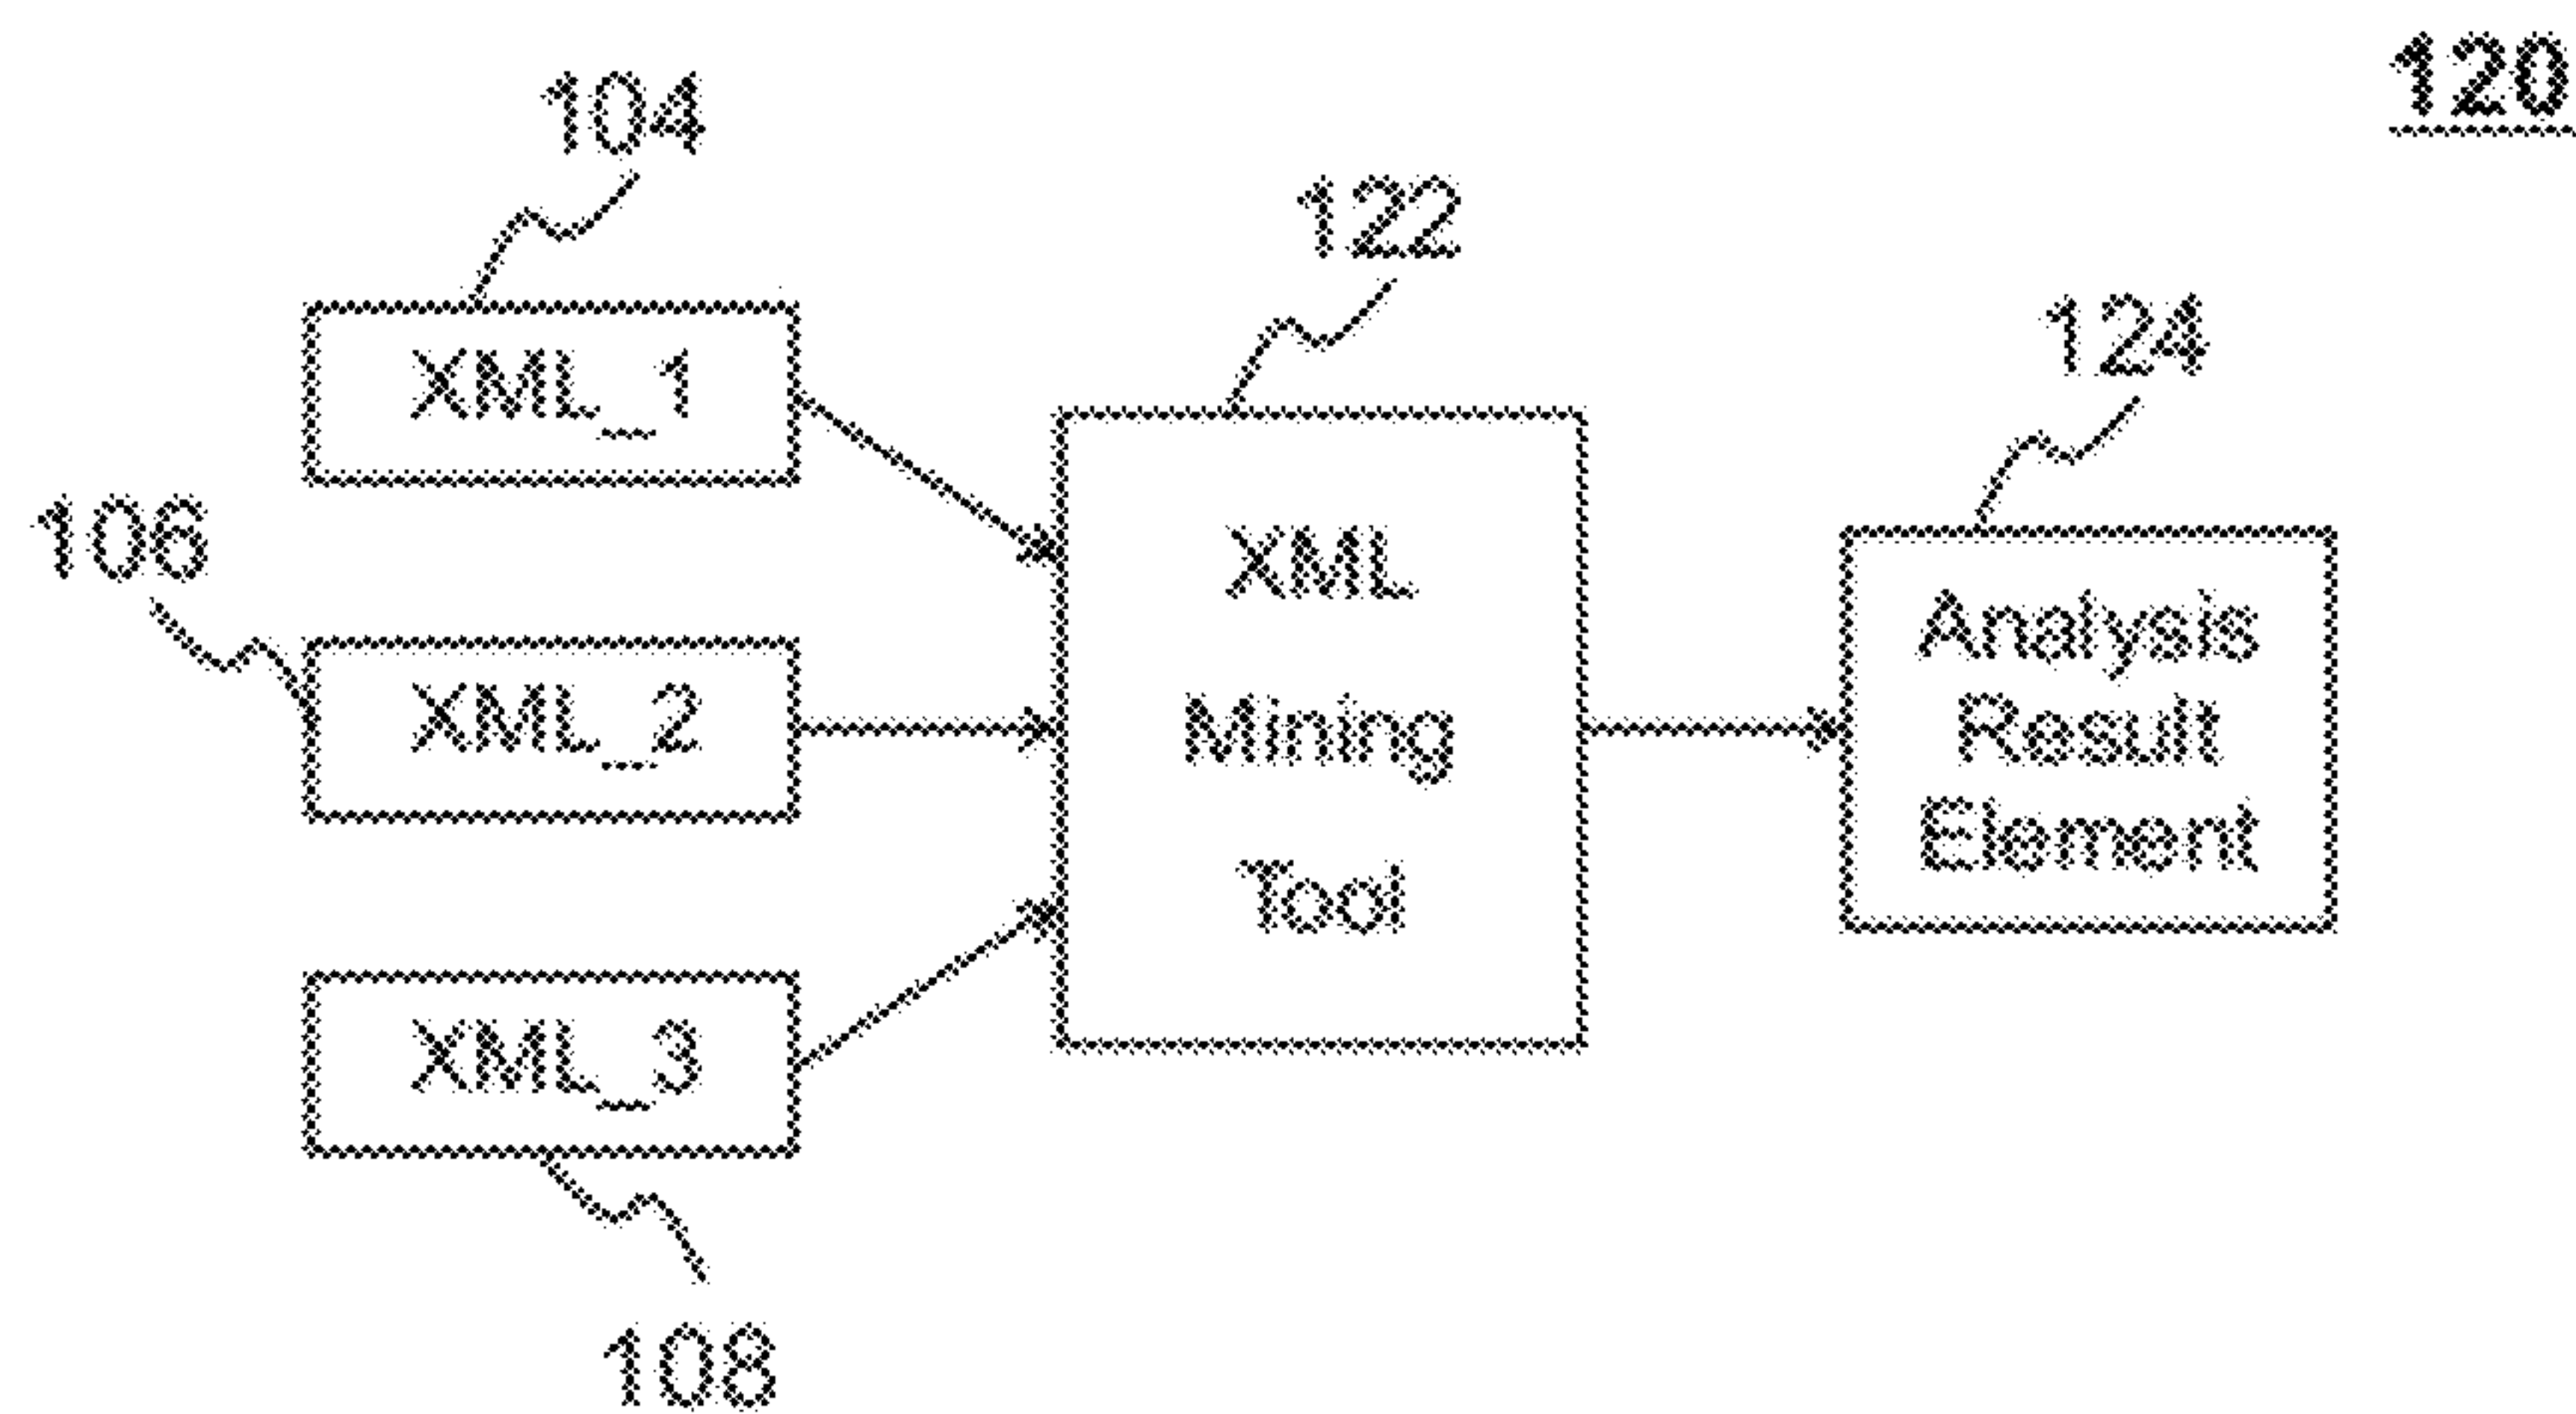 120
104
122
124
XML_1
106
XML
Mining
Tool
Analysis
Result
Element
XML_2
XML_3
108